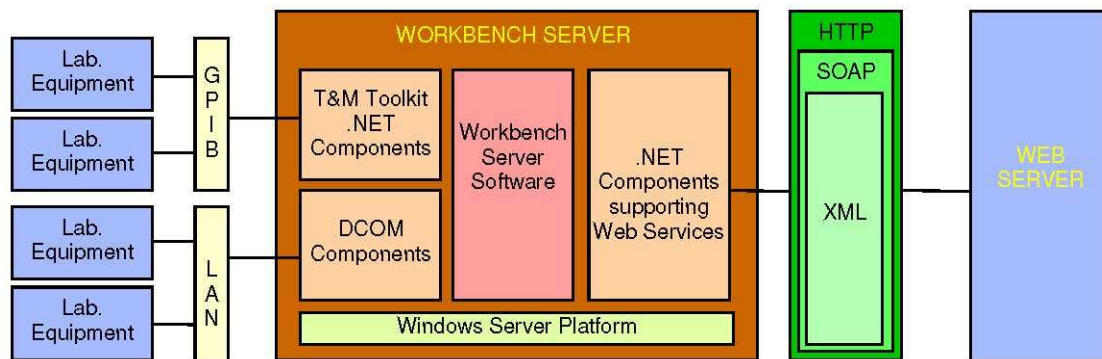 Lab.
Equipment
Lab.
Equipment
Lab.
Equipment
Lab.
Equipment
G
P
I
B
L
A
N
WORKBENCH SERVER
T&M Toolkit
.NET
Components
DCOM
Components
Workbench
Server
Software
.NET
Components
supporting
Web Services
Windows Server Platform
HTTP
SOAP
XML
WEB
SERVER